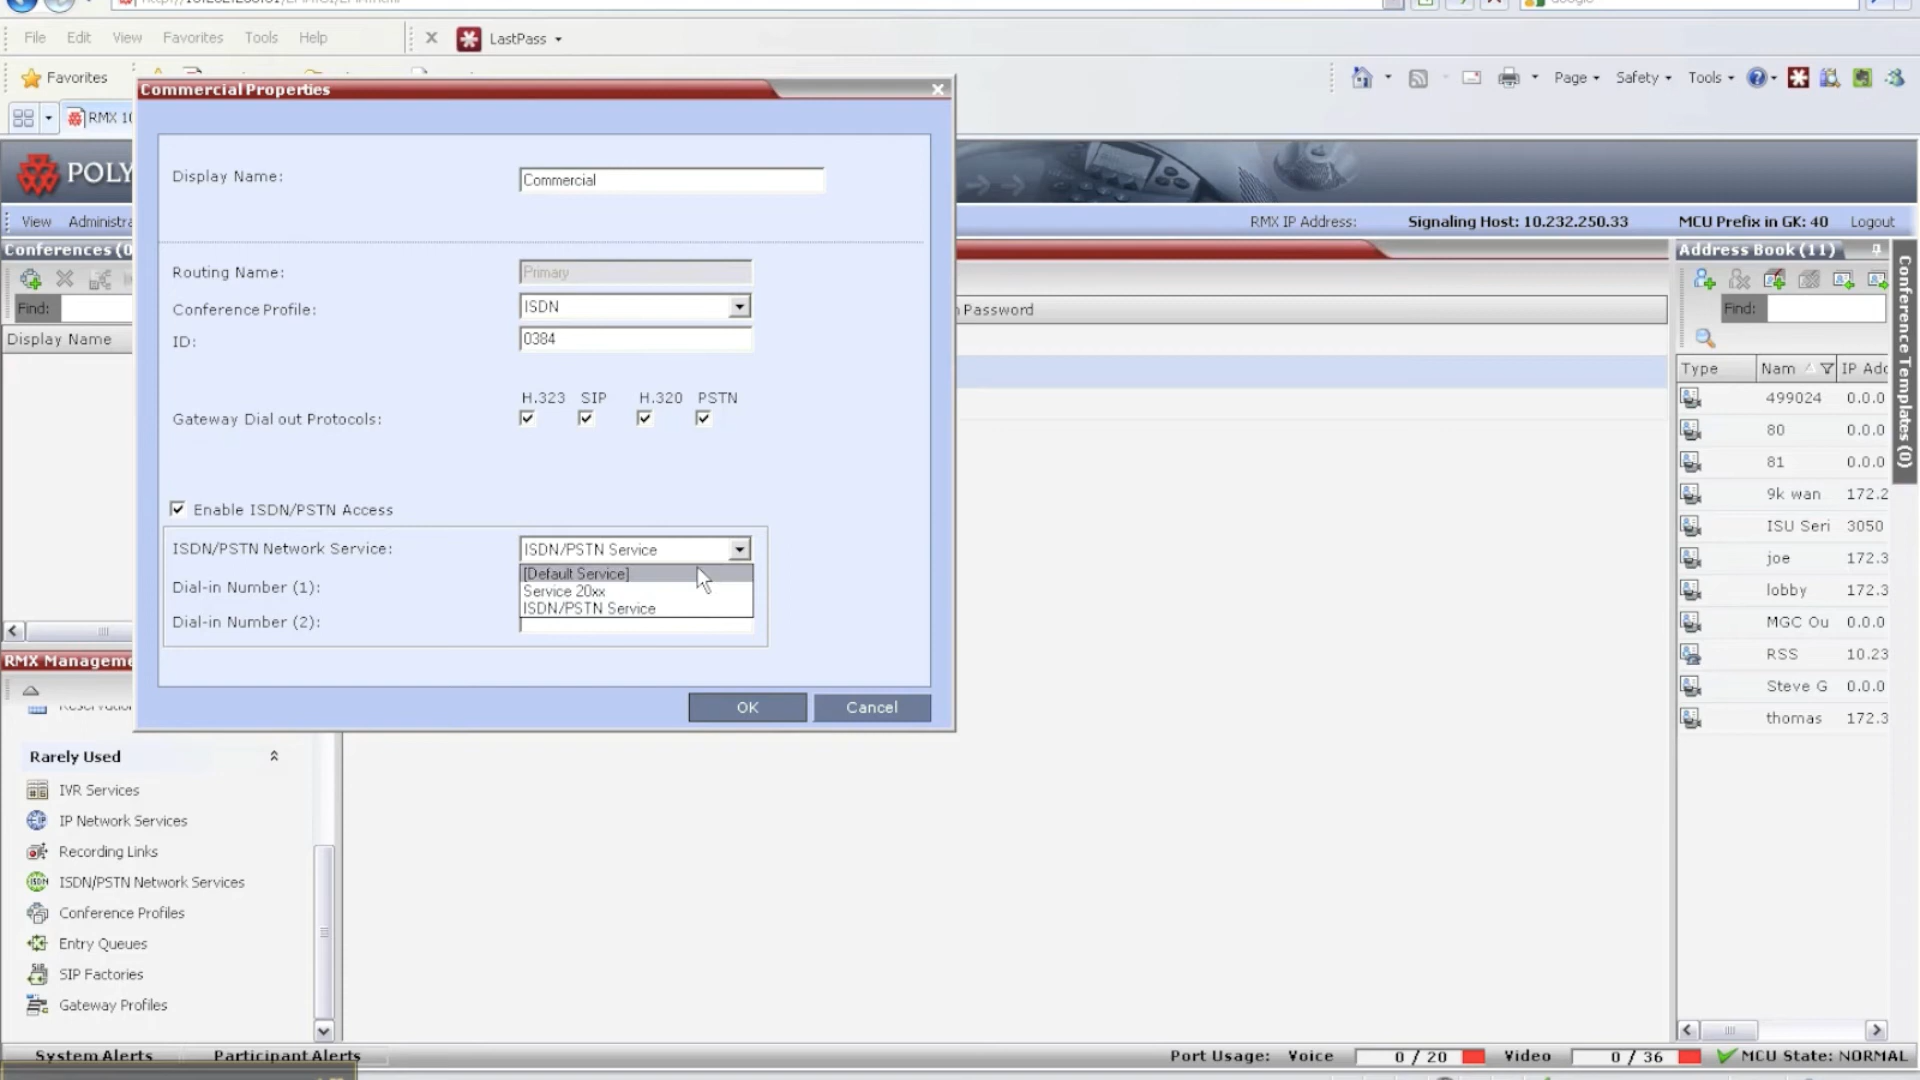 File Edit View Favorites Tools Help
LastPass
Favorites
Page Safety Tools
RMX 10
Commercial Properties
POLY
Display Name: Commercial
View Administra
RMX IP Address: Signaling Host: 10.232.250.33 MCU Prefix in GK: 40 Logout
Conferences (0
Address Book (11)
Routing Name: Primary
Conference Profile: ISDN
ID: 0384
Find:
Password
Find:
Display Name
Type Nam IP Add
H.323 SIP H.320 PSTN
Gateway Dial out Protocols:
499024 0.0.0
80 0.0.0
81 0.0.0
9k wan 172.2
ISU Seri 3050
joe 172.3
lobby 172.3
MGC Ou 0.0.0
RSS 10.23
Steve G 0.0.0
thomas 172.3
Conference Templates (0)
Enable ISDN/PSTN Access
ISDN/PSTN Network Service: ISDN/PSTN Service
[Default Service]
Service 20xx
ISDN/PSTN Service
Dial-in Number (1):
Dial-in Number (2):
OK Cancel
RMX Manageme
Rarely Used
IVR Services
IP Network Services
Recording Links
ISDN/PSTN Network Services
Conference Profiles
Entry Queues
SIP Factories
Gateway Profiles
System Alerts Participant Alerts
Port Usage: Voice 0 / 20 Video 0 / 36 MCU State: NORMAL